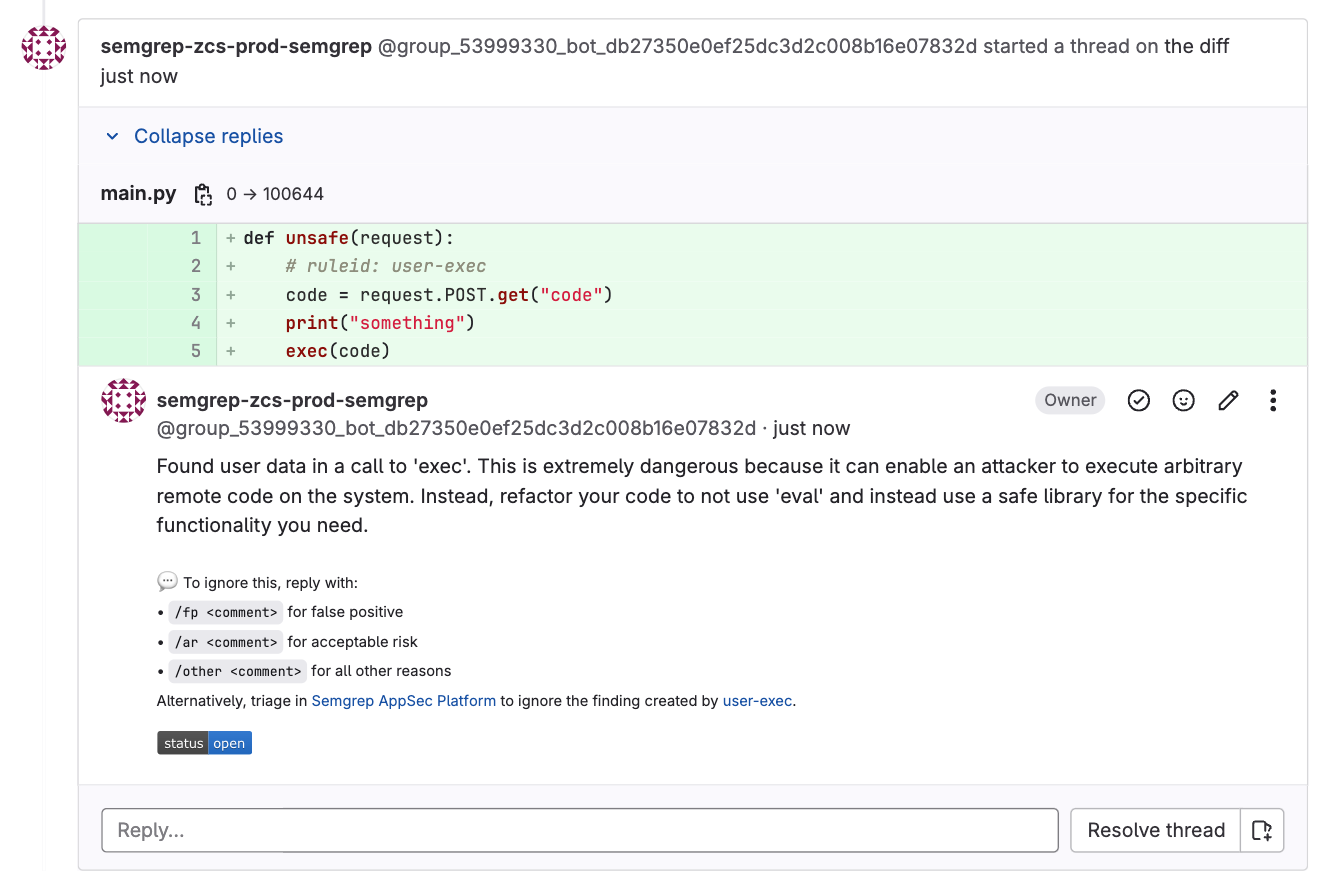 semgrep-zcs-prod-semgrep @group_53999330_bot_db27350e0ef25dc3d2c008b16e07832d started a thread on the diff
just now
Collapse replies
main.py 0 → 100644
1 + def unsafe(request):
2 +     # ruleid: user-exec
3 +     code = request.POST.get("code")
4 +     print("something")
5 +     exec(code)
semgrep-zcs-prod-semgrep Owner
@group_53999330_bot_db27350e0ef25dc3d2c008b16e07832d · just now
Found user data in a call to 'exec'. This is extremely dangerous because it can enable an attacker to execute arbitrary
remote code on the system. Instead, refactor your code to not use 'eval' and instead use a safe library for the specific
functionality you need.
💬 To ignore this, reply with:
• /fp <comment> for false positive
• /ar <comment> for acceptable risk
• /other <comment> for all other reasons
Alternatively, triage in Semgrep AppSec Platform to ignore the finding created by user-exec.
status open
Reply... Resolve thread